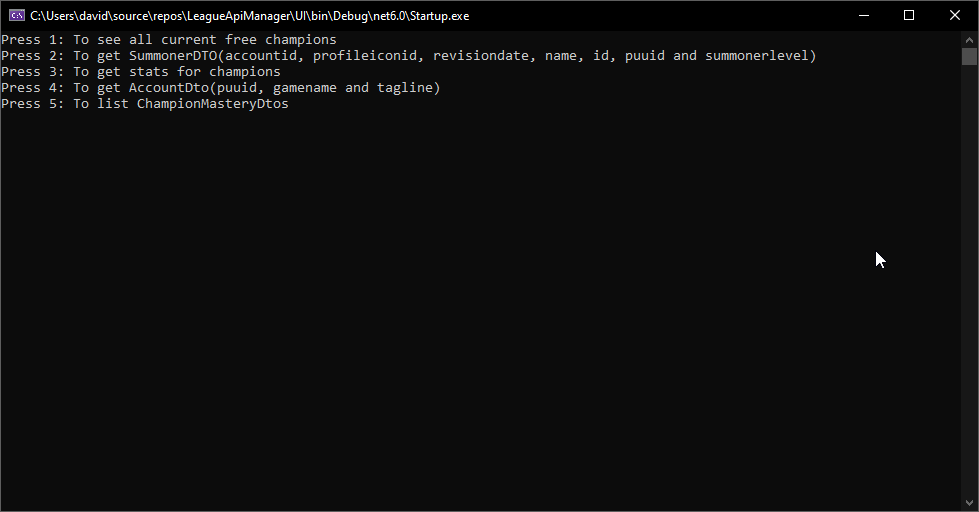 C:\Users\david\source\repos\LeagueApiManager\UI\bin\Debug\net6.0\Startup.exe
Press 1: To see all current free champions
Press 2: To get SummonerDTO(accountid, profileiconid, revisiondate, name, id, puuid and summonerlevel)
Press 3: To get stats for champions
Press 4: To get AccountDto(puuid, gamename and tagline)
Press 5: To list ChampionMasteryDtos